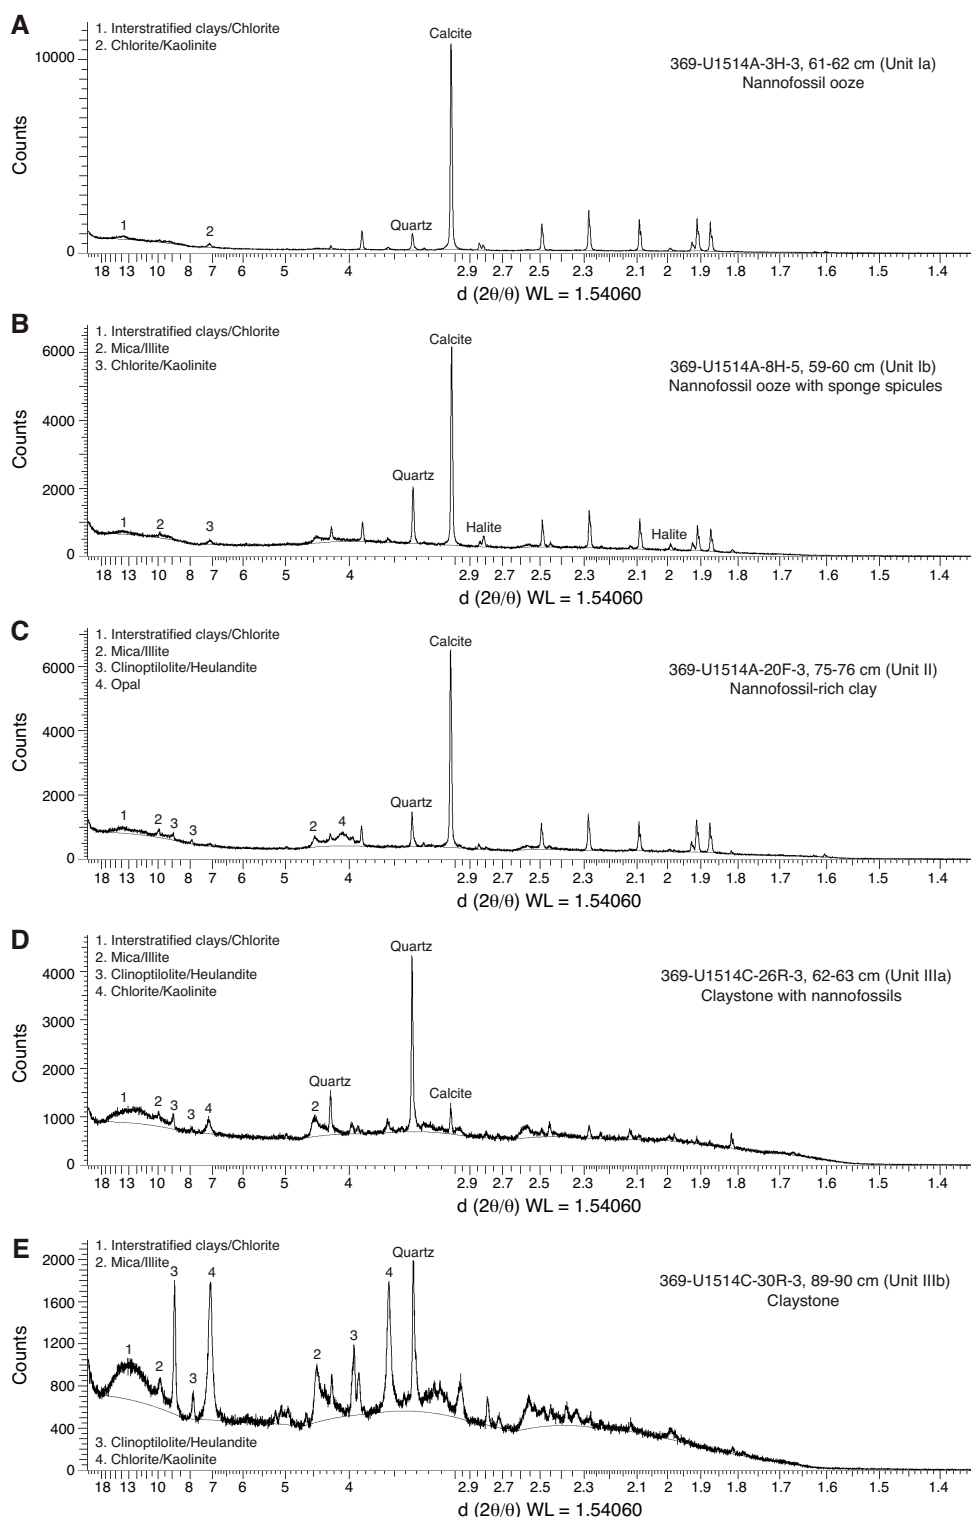 A
1. Interstratified clays/Chlorite
2. Chlorite/Kaolinite
Calcite
369-U1514A-3H-3, 61-62 cm (Unit Ia)
Nannofossil ooze
10000
Counts
1
2
Quartz
0
18 13 10 8 7 6 5 4 2.9 2.7 2.5 2.3 2.1 2 1.9 1.8 1.7 1.6 1.5 1.4
d (2θ/θ) WL = 1.54060
B
1. Interstratified clays/Chlorite
2. Mica/Illite
3. Chlorite/Kaolinite
Calcite
369-U1514A-8H-5, 59-60 cm (Unit Ib)
Nannofossil ooze with sponge spicules
6000
4000
2000
0
Counts
Quartz
1
2
3
Halite
Halite
18 13 10 8 7 6 5 4 2.9 2.7 2.5 2.3 2.1 2 1.9 1.8 1.7 1.6 1.5 1.4
d (2θ/θ) WL = 1.54060
C
1. Interstratified clays/Chlorite
2. Mica/Illite
3. Clinoptilolite/Heulandite
4. Opal
Calcite
369-U1514A-20F-3, 75-76 cm (Unit II)
Nannofossil-rich clay
6000
4000
2000
0
Counts
Quartz
1
2
3
3
2
4
18 13 10 8 7 6 5 4 2.9 2.7 2.5 2.3 2.1 2 1.9 1.8 1.7 1.6 1.5 1.4
d (2θ/θ) WL = 1.54060
D
1. Interstratified clays/Chlorite
2. Mica/Illite
3. Clinoptilolite/Heulandite
4. Chlorite/Kaolinite
Quartz
369-U1514C-26R-3, 62-63 cm (Unit IIIa)
Claystone with nannofossils
4000
3000
2000
1000
0
Counts
Quartz
Calcite
1
2
3
3
4
2
18 13 10 8 7 6 5 4 2.9 2.7 2.5 2.3 2.1 2 1.9 1.8 1.7 1.6 1.5 1.4
d (2θ/θ) WL = 1.54060
E
1. Interstratified clays/Chlorite
2. Mica/Illite
Quartz
369-U1514C-30R-3, 89-90 cm (Unit IIIb)
Claystone
2000
1600
1200
800
400
0
Counts
3
4
4
1
2
3
2
3
3. Clinoptilolite/Heulandite
4. Chlorite/Kaolinite
18 13 10 8 7 6 5 4 2.9 2.7 2.5 2.3 2.1 2 1.9 1.8 1.7 1.6 1.5 1.4
d (2θ/θ) WL = 1.54060